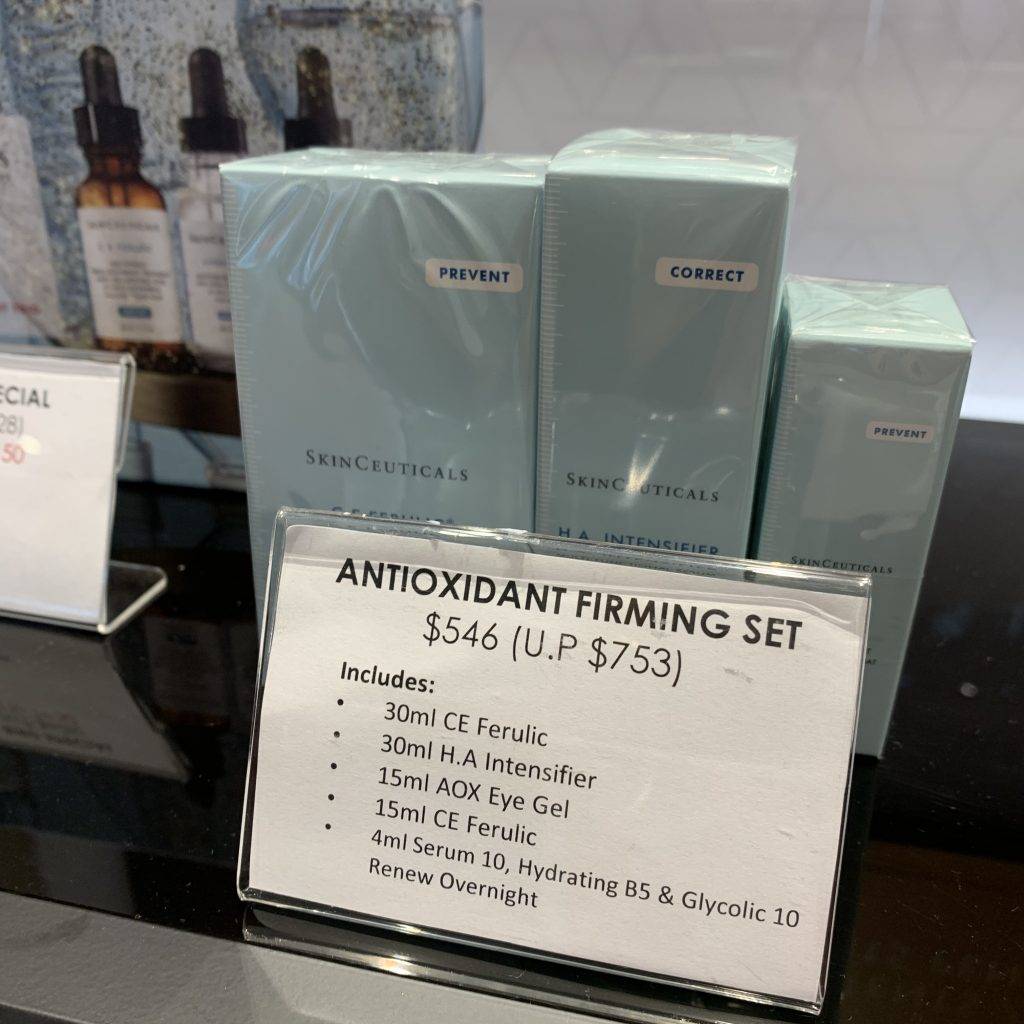 PREVENT
CORRECT
PREVENT
SKINCEUTICALS
SKINCEUTICALS
H.A. INTENSIFIER
SKINCEUTICALS
ECIAL
28)
50
ANTIOXIDANT FIRMING SET
$546 (U.P $753)
Includes:
• 30ml CE Ferulic
• 30ml H.A Intensifier
• 15ml AOX Eye Gel
• 15ml CE Ferulic
• 4ml Serum 10, Hydrating B5 & Glycolic 10
Renew Overnight